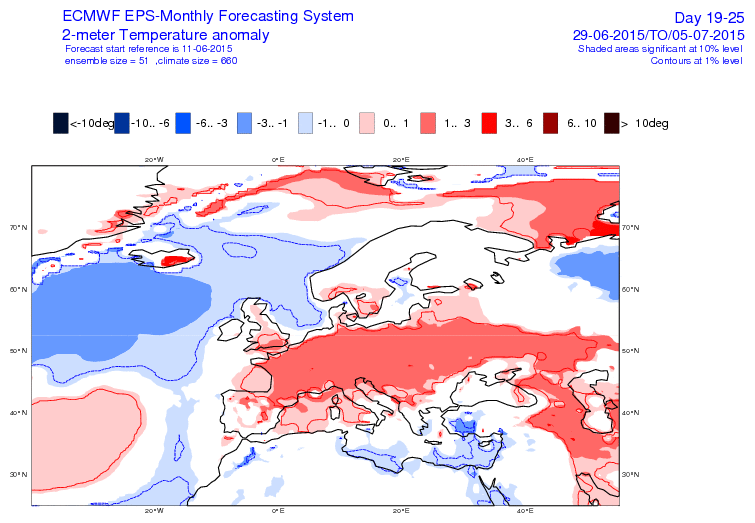 ECMWF EPS-Monthly Forecasting System
Day 19-25
2-meter Temperature anomaly
29-06-2015/TO/05-07-2015
Forecast start reference is 11-06-2015
Shaded areas significant at 10% level
ensemble size = 51 ,climate size = 660
Contours at 1% level
<-10deg -10.. -6 -6.. -3 -3.. -1 -1.. 0 0.. 1 1.. 3 3.. 6 6.. 10 > 10deg
20°W 0°E 20°E 40°E
70°N 70°N
60°N 60°N
50°N 50°N
40°N 40°N
30°N 30°N
20°W 0°E 20°E 40°E